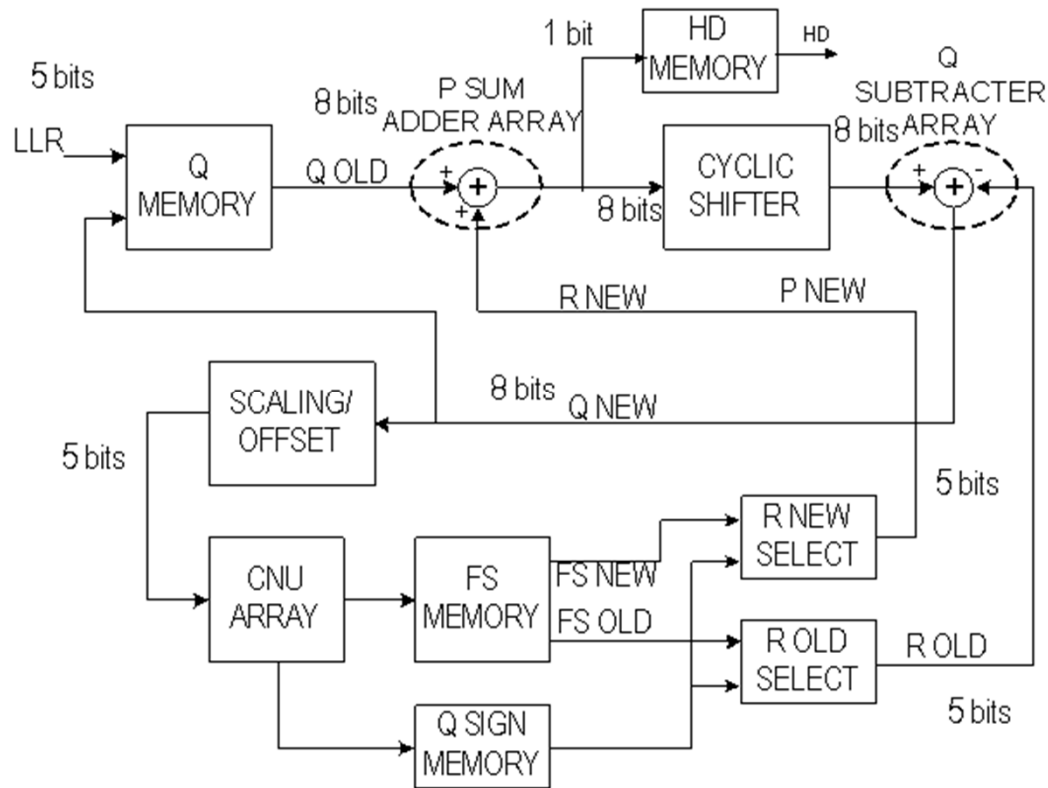 1 bit
HD
MEMORY
HD
5 bits
8 bits
P SUM
ADDER ARRAY
Q
SUBTRACTER
ARRAY
8 bits
LLR
Q
MEMORY
Q OLD
+
+
+
8 bits
CYCLIC
SHIFTER
+
+
-
R NEW
P NEW
SCALING/
OFFSET
8 bits
Q NEW
5 bits
5 bits
CNU
ARRAY
FS
MEMORY
FS NEW
FS OLD
R NEW
SELECT
R OLD
SELECT
R OLD
5 bits
Q SIGN
MEMORY